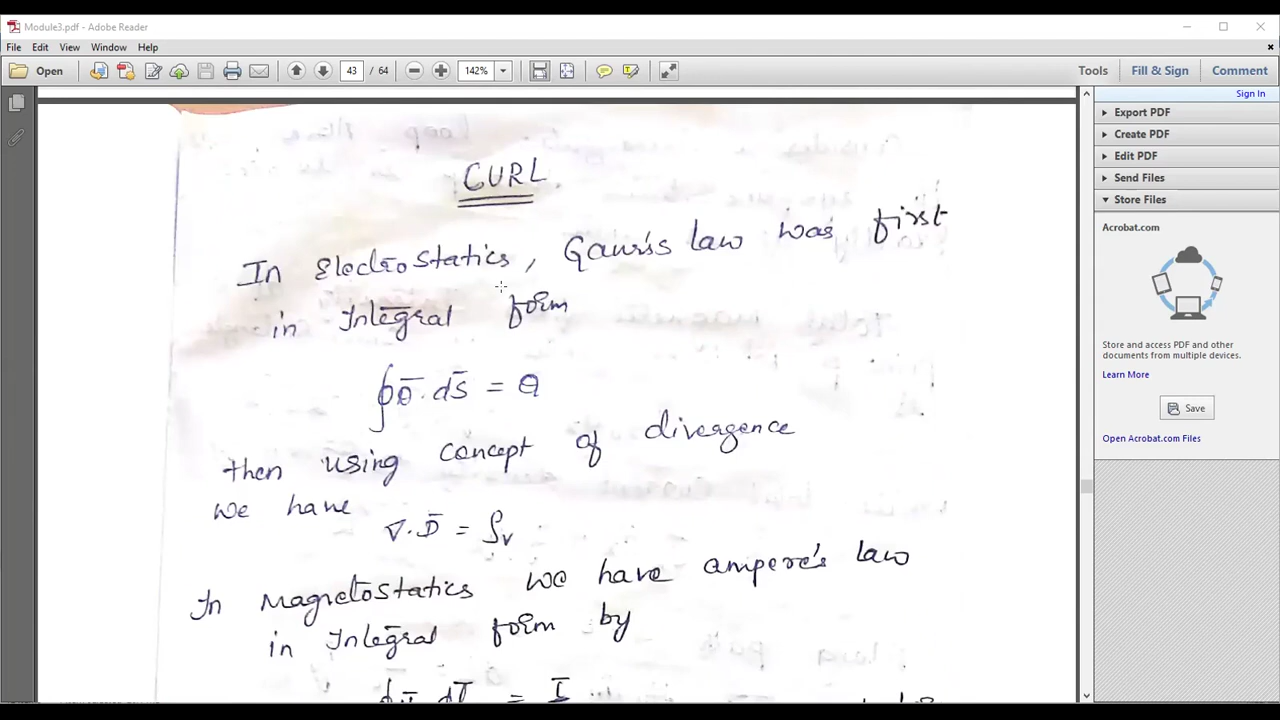 Module3.pdf - Adobe Reader
File Edit View Window Help
Open 43 / 64 142% Tools Fill & Sign Comment
Sign In
Export PDF
Create PDF
Edit PDF
Send Files
Store Files
Acrobat.com
Store and access PDF and other
documents from multiple devices.
Learn More
Save
Open Acrobat.com Files
CURL
In Electrostatics, Gauss's law was first
in Integral form
∮D̅. dS̅ = Q
then using concept of divergence
we have
∇. D̅ = ρv
In Magnetostatics we have ampere's law
in Integral form by